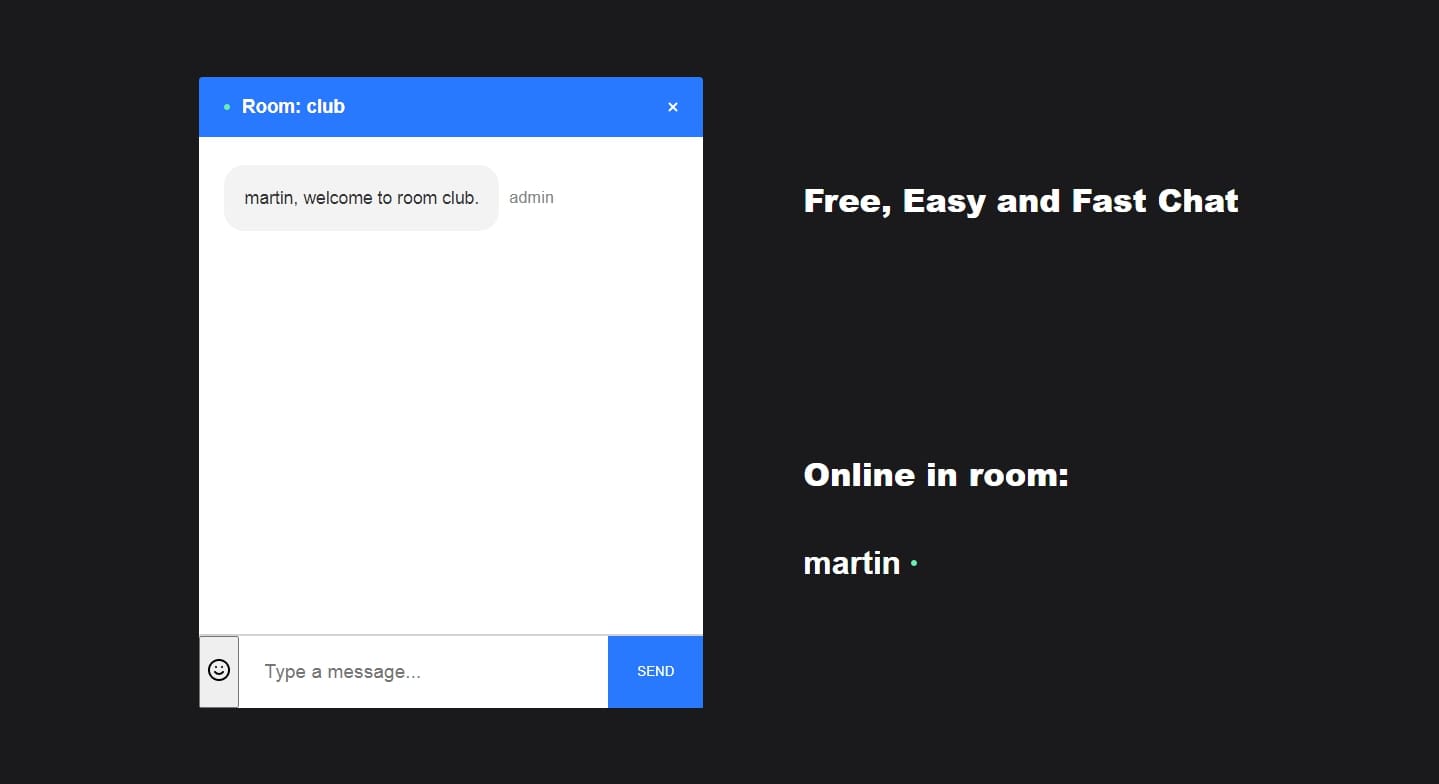 Room: club
×
martin, welcome to room club. admin
Type a message...
SEND
Free, Easy and Fast Chat
Online in room:
martin